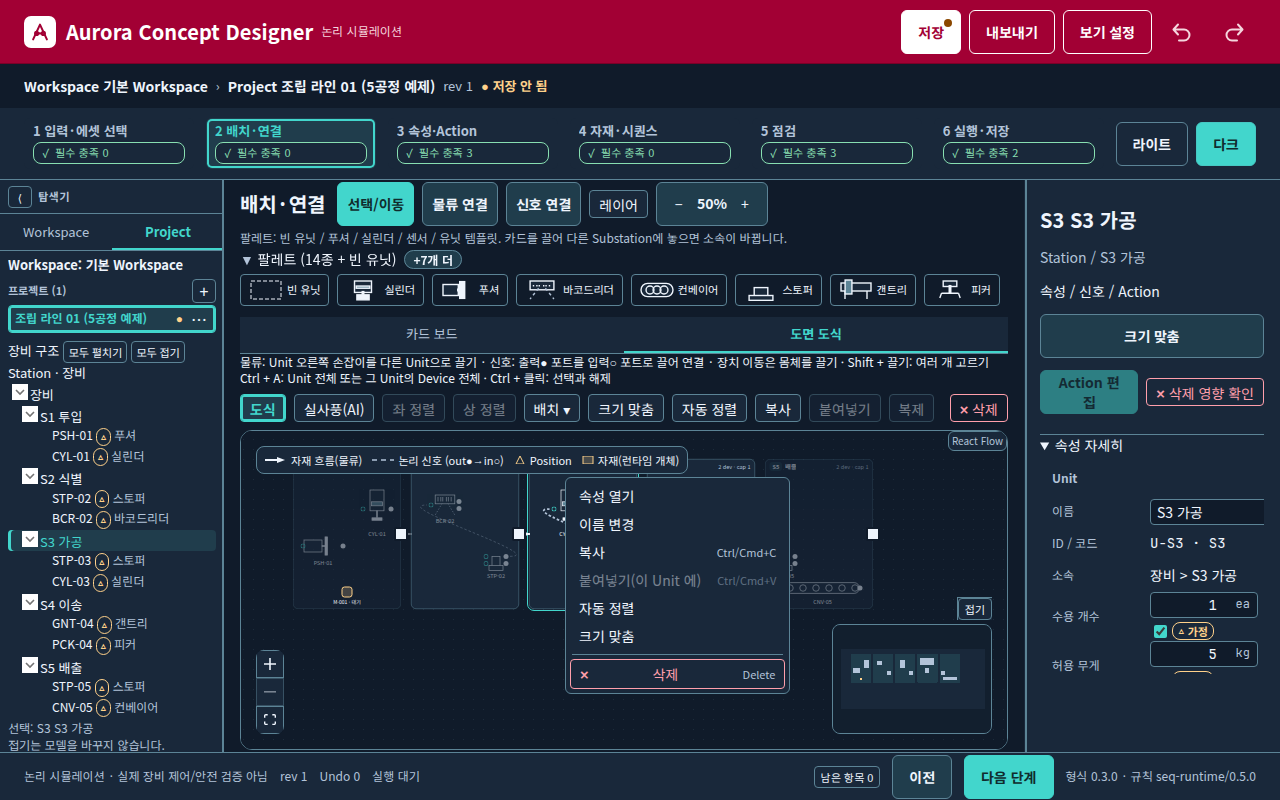 Aurora Concept Designer 논리 시뮬레이션
저장 내보내기 보기 설정
Workspace 기본 Workspace › Project 조립 라인 01 (5공정 예제) rev 1 ● 저장 안 됨
1 입력·에셋 선택
✓ 필수 충족 0
2 배치·연결
✓ 필수 충족 0
3 속성·Action
✓ 필수 충족 3
4 자재·시퀀스
✓ 필수 충족 0
5 점검
✓ 필수 충족 3
6 실행·저장
✓ 필수 충족 2
라이트 다크
⟨ 탐색기
Workspace Project
Workspace: 기본 Workspace
프로젝트 (1) +
조립 라인 01 (5공정 예제) ● ···
장비 구조 모두 펼치기 모두 접기
Station · 장비
장비
S1 투입
PSH-01 △ 푸셔
CYL-01 △ 실린더
S2 식별
STP-02 △ 스토퍼
BCR-02 △ 바코드리더
S3 가공
STP-03 △ 스토퍼
CYL-03 △ 실린더
S4 이송
GNT-04 △ 갠트리
PCK-04 △ 피커
S5 배출
STP-05 △ 스토퍼
CNV-05 △ 컨베이어
선택: S3 S3 가공
접기는 모델을 바꾸지 않습니다.
배치·연결 선택/이동 물류 연결 신호 연결 레이어 − 50% +
팔레트: 빈 유닛 / 푸셔 / 실린더 / 센서 / 유닛 템플릿. 카드를 끌어 다른 Substation에 놓으면 소속이 바뀝니다.
▼ 팔레트 (14종 + 빈 유닛) +7개 더
빈 유닛 실린더 푸셔 바코드리더 컨베이어 스토퍼 갠트리 피커
카드 보드 도면 도식
물류: Unit 오른쪽 손잡이를 다른 Unit으로 끌기 · 신호: 출력● 포트를 입력○ 포트로 끌어 연결 · 장치 이동은 몸체를 끌기 · Shift + 끌기: 여러 개 고르기
Ctrl + A: Unit 전체 또는 그 Unit의 Device 전체 · Ctrl + 클릭: 선택과 해제
도식 실사풍(AI) 좌 정렬 상 정렬 배치 ▾ 크기 맞춤 자동 정렬 복사 붙여넣기 복제 × 삭제
React Flow
자재 흐름(물류) 논리 신호 (out●→in○) △ Position 자재(런타임 개체)
2 dev · cap 1
S5 배출 2 dev · cap 1
CYL-01
PSH-01
M-001 · 대기
BCR-02
STP-02
CNV-05
속성 열기
이름 변경
복사 Ctrl/Cmd+C
붙여넣기(이 Unit 에) Ctrl/Cmd+V
자동 정렬
크기 맞춤
× 삭제 Delete
접기
S3 S3 가공
Station / S3 가공
속성 / 신호 / Action
크기 맞춤
Action 편
집
× 삭제 영향 확인
▼ 속성 자세히
Unit
이름 S3 가공
ID / 코드 U-S3 · S3
소속 장비 > S3 가공
수용 개수 1 ea
△ 가정
허용 무게 5 kg
논리 시뮬레이션 · 실제 장비 제어/안전 검증 아님 rev 1 Undo 0 실행 대기
남은 항목 0 이전 다음 단계 형식 0.3.0 · 규칙 seq-runtime/0.5.0